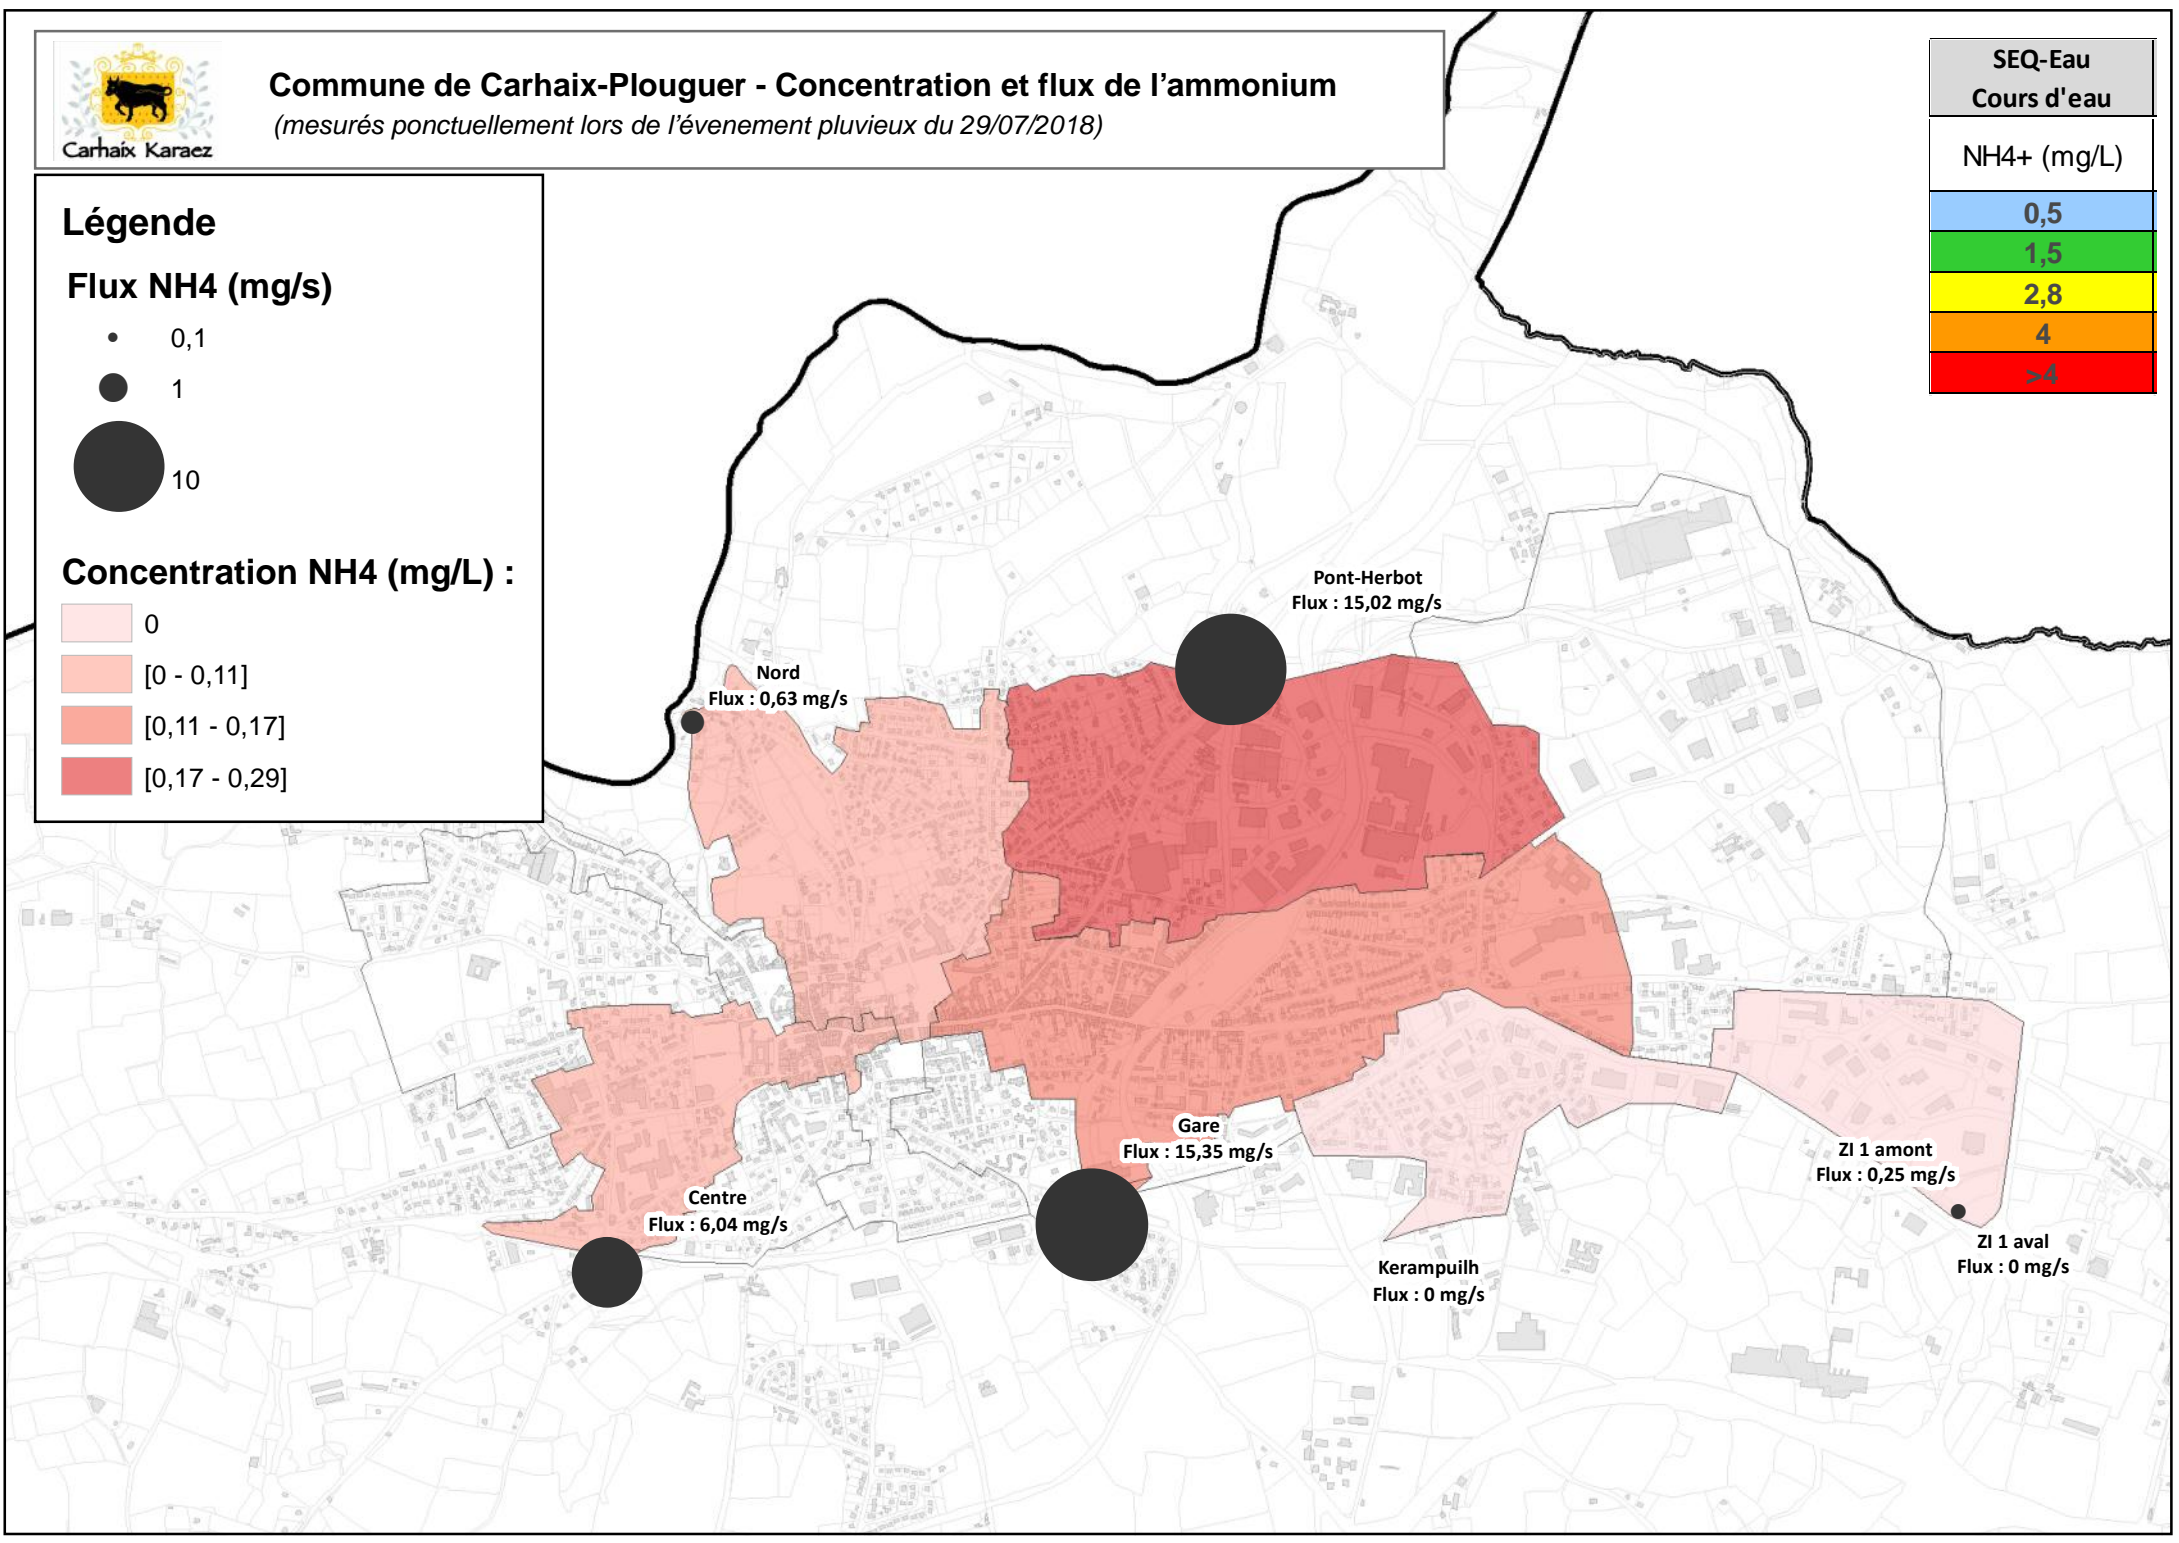 Carhaix Karaez
Commune de Carhaix-Plouguer - Concentration et flux de l'ammonium
(mesurés ponctuellement lors de l'évenement pluvieux du 29/07/2018)
SEQ-Eau
Cours d'eau
NH4+ (mg/L)
0,5
1,5
2,8
4
>4
Légende
Flux NH4 (mg/s)
0,1
1
10
Concentration NH4 (mg/L) :
0
[0 - 0,11]
[0,11 - 0,17]
[0,17 - 0,29]
Pont-Herbot
Flux : 15,02 mg/s
Nord
Flux : 0,63 mg/s
Gare
Flux : 15,35 mg/s
Centre
Flux : 6,04 mg/s
ZI 1 amont
Flux : 0,25 mg/s
ZI 1 aval
Flux : 0 mg/s
Kerampuilh
Flux : 0 mg/s